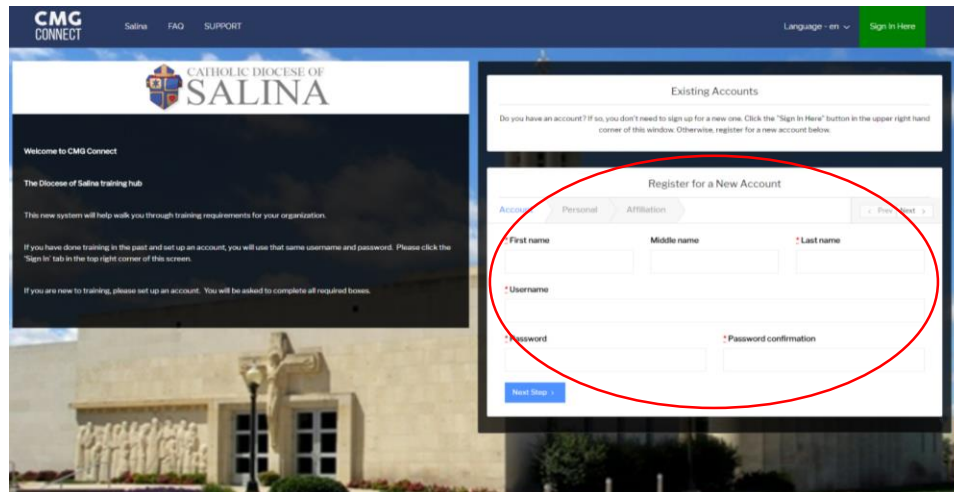 CMG
CONNECT
Salina FAQ SUPPORT
Language - en
Sign In Here
CATHOLIC DIOCESE OF
SALINA
Welcome to CMG Connect
The Diocese of Salina training hub
This new system will help walk you through training requirements for your organization.
If you have done training in the past and set up an account, you will use that same username and password. Please click the
'Sign In' tab in the top right corner of this screen.
If you are new to training, please set up an account. You will be asked to complete all required boxes.
Existing Accounts
Do you have an account? If so, you don't need to sign up for a new one. Click the "Sign In Here" button in the upper right hand
corner of this window. Otherwise, register for a new account below.
Register for a New Account
Account Personal Affiliation ‹ Prev Next ›
* First name Middle name * Last name
* Username
* Password * Password confirmation
Next Step ›